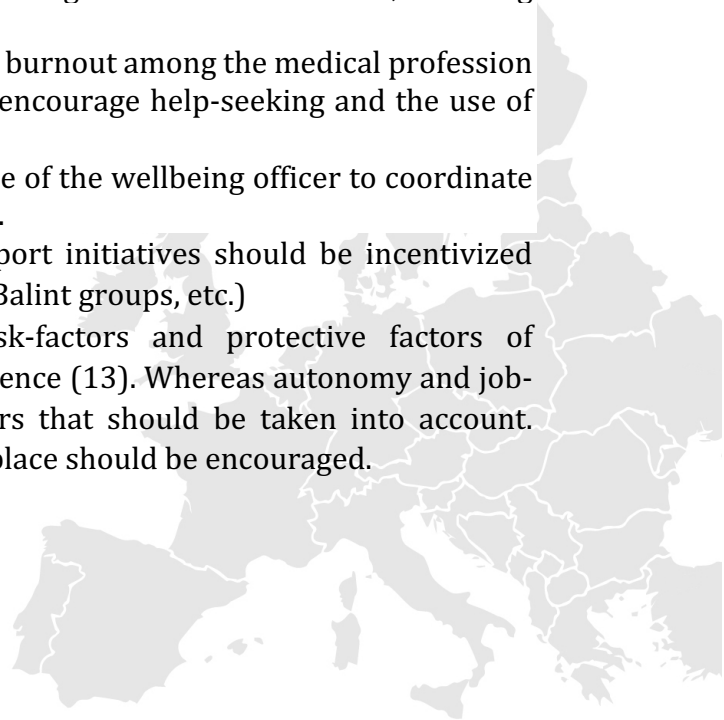 burnout among the medical profession
encourage help-seeking and the use of
e of the wellbeing officer to coordinate
.
port initiatives should be incentivized
Balint groups, etc.)
sk-factors and protective factors of
ence (13). Whereas autonomy and job-
rs that should be taken into account.
place should be encouraged.